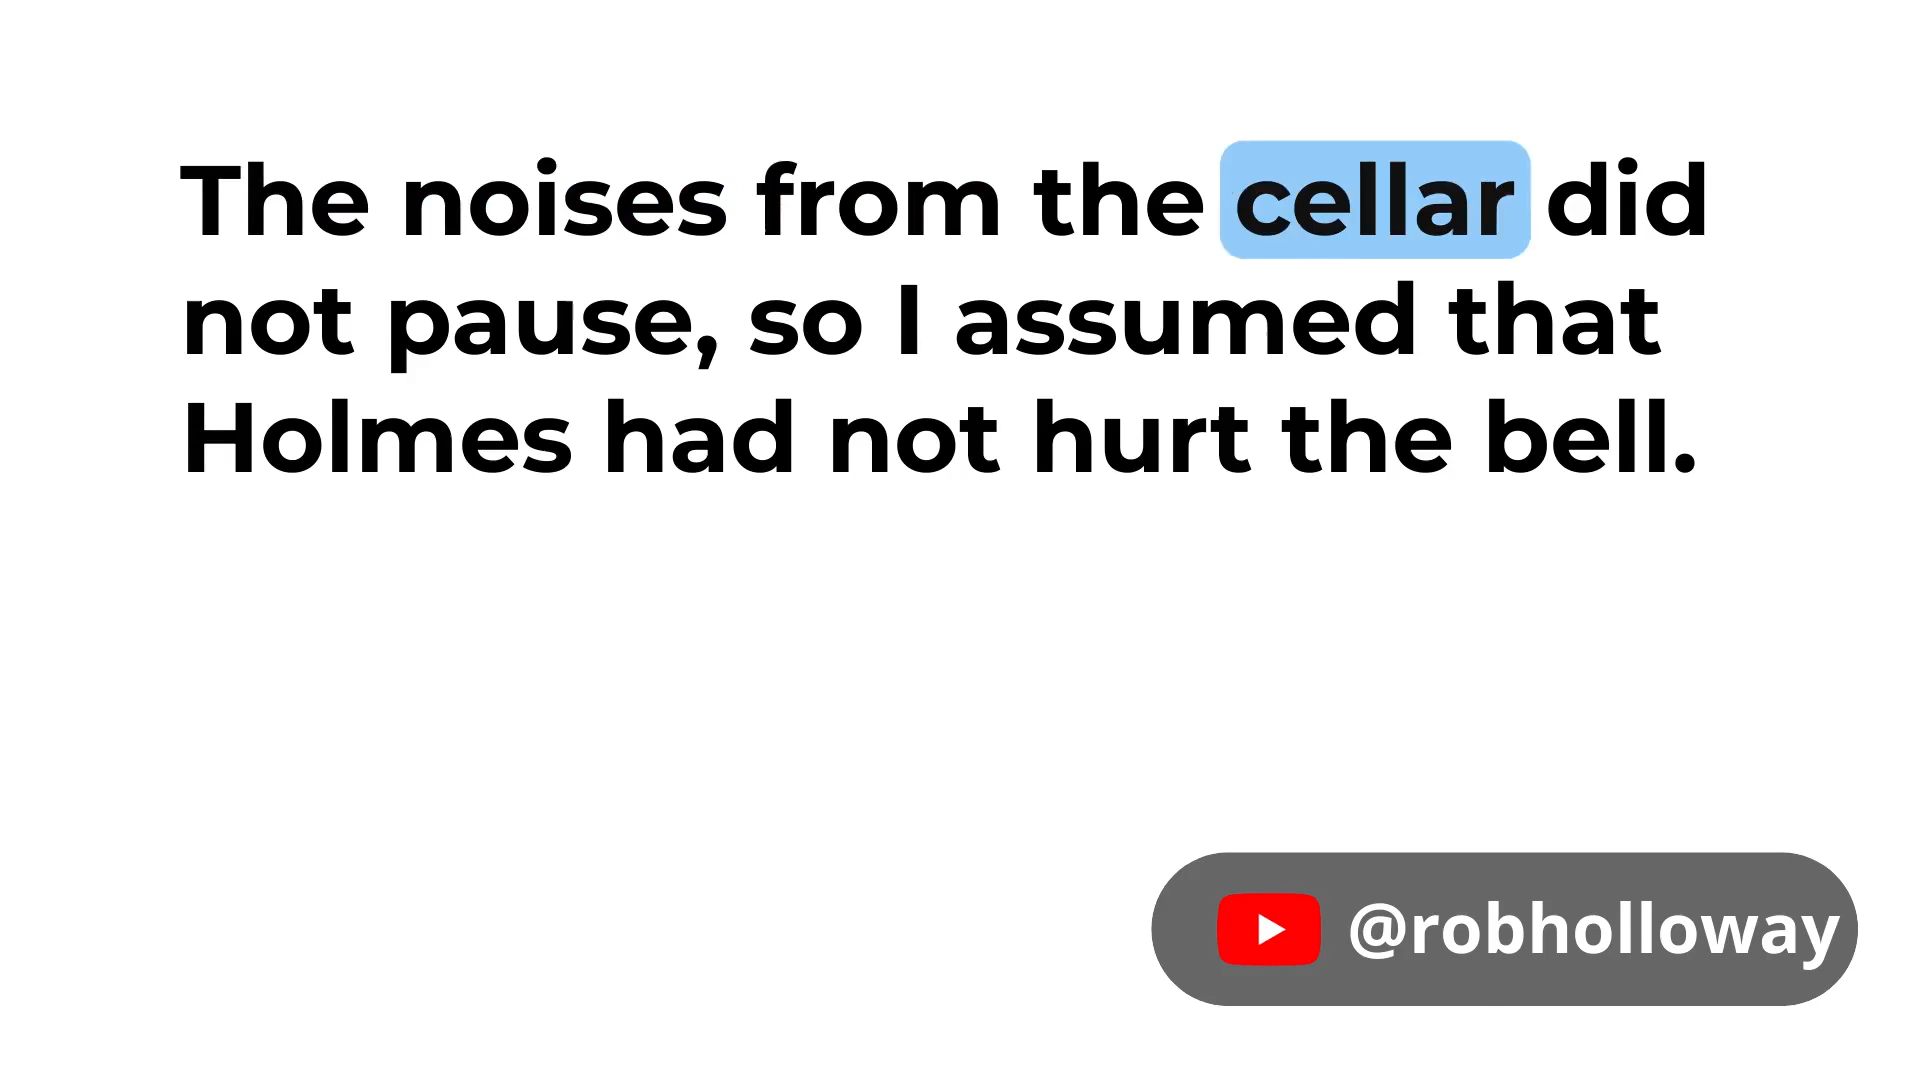 The noises from the cellar did
not pause, so I assumed that
Holmes had not hurt the bell.
@robholloway